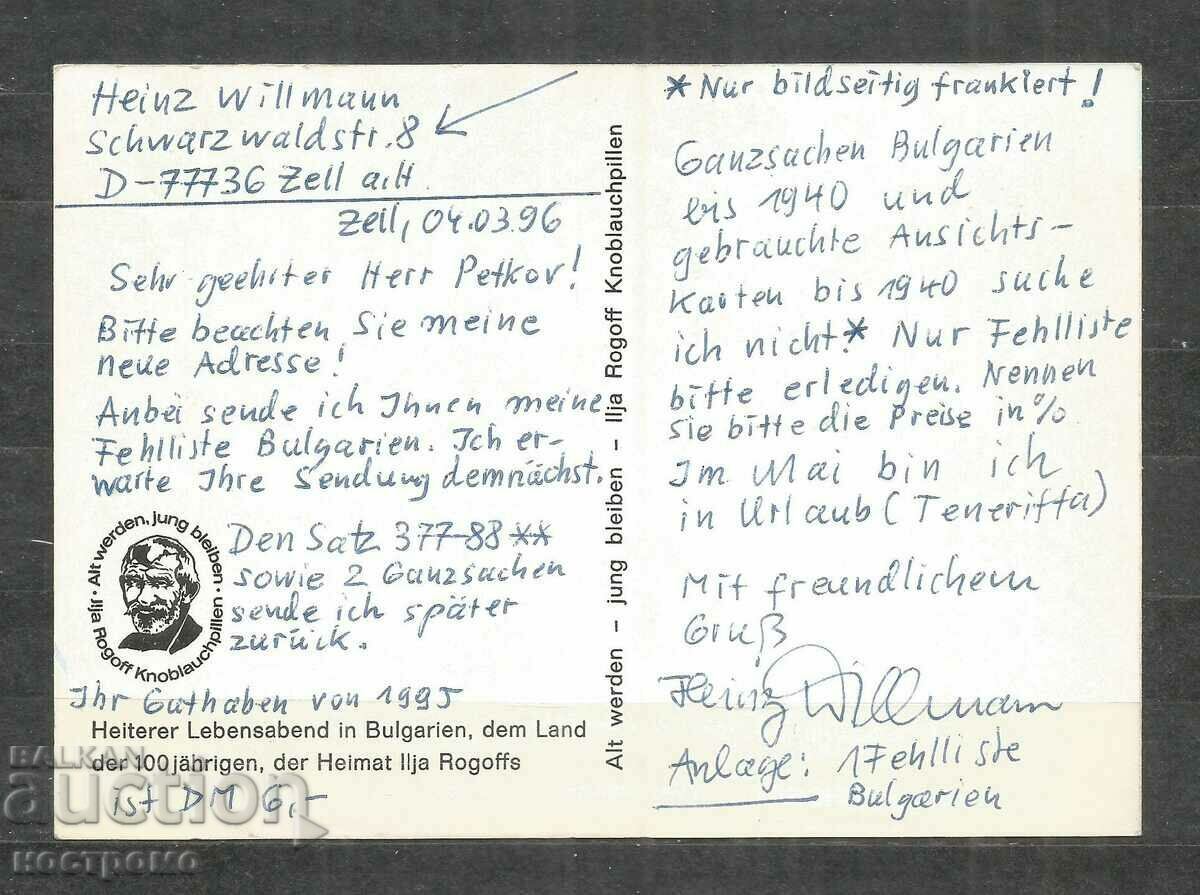 Heinz Willmann
Schwarzwaldstr. 8
D-77736 Zell a.H.
Zell, 04.03.96
Sehr geehrter Herr Petkov!
Bitte beachten Sie meine
neue Adresse!
Anbei sende ich Ihnen meine
Fehlliste Bulgarien. Ich er-
warte Ihre Sendung demnächst.
Den Satz 377-88 **
sowie 2 Ganzsachen
sende ich später
zurück.
Alt werden, jung bleiben · Ilja Rogoff Knoblauchpillen ·
Ihr Guthaben von 1995
Heiterer Lebensabend in Bulgarien, dem Land
der 100jährigen, der Heimat Ilja Rogoffs
ist DM 6,-
Alt werden – jung bleiben – Ilja Rogoff Knoblauchpillen
* Nur bildseitig frankiert!
Ganzsachen Bulgarien
bis 1940 und
gebrauchte Ansichts-
Karten bis 1940 suche
ich nicht.* Nur Fehlliste
bitte erledigen. Nennen
Sie bitte die Preise in %
Im Mai bin ich
in Urlaub (Teneriffa)
Mit freundlichem
Gruß
Heinz Willmann
Anlage: 1 Fehlliste
Bulgarien
BALKAN
auction
костромо